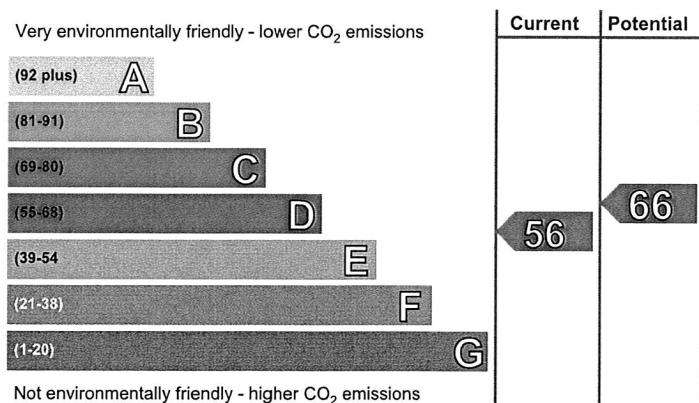 Very environmentally friendly - lower CO₂ emissions
Current
Potential
(92 plus) A
(81-91) B
(69-80) C
(55-68) D
66
56
(39-54 E
(21-38) F
(1-20) G
Not environmentally friendly - higher CO₂ emissions